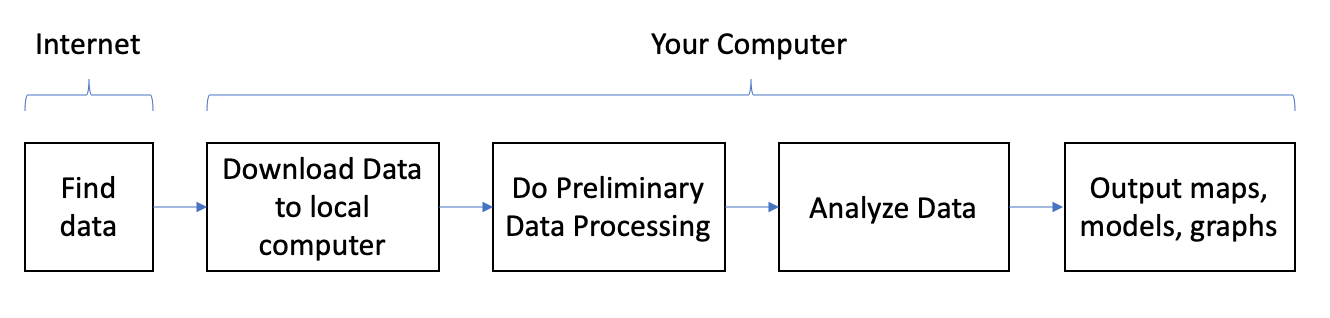 Internet
Your Computer
Find
data
Download Data
to local
computer
Do Preliminary
Data Processing
Analyze Data
Output maps,
models, graphs